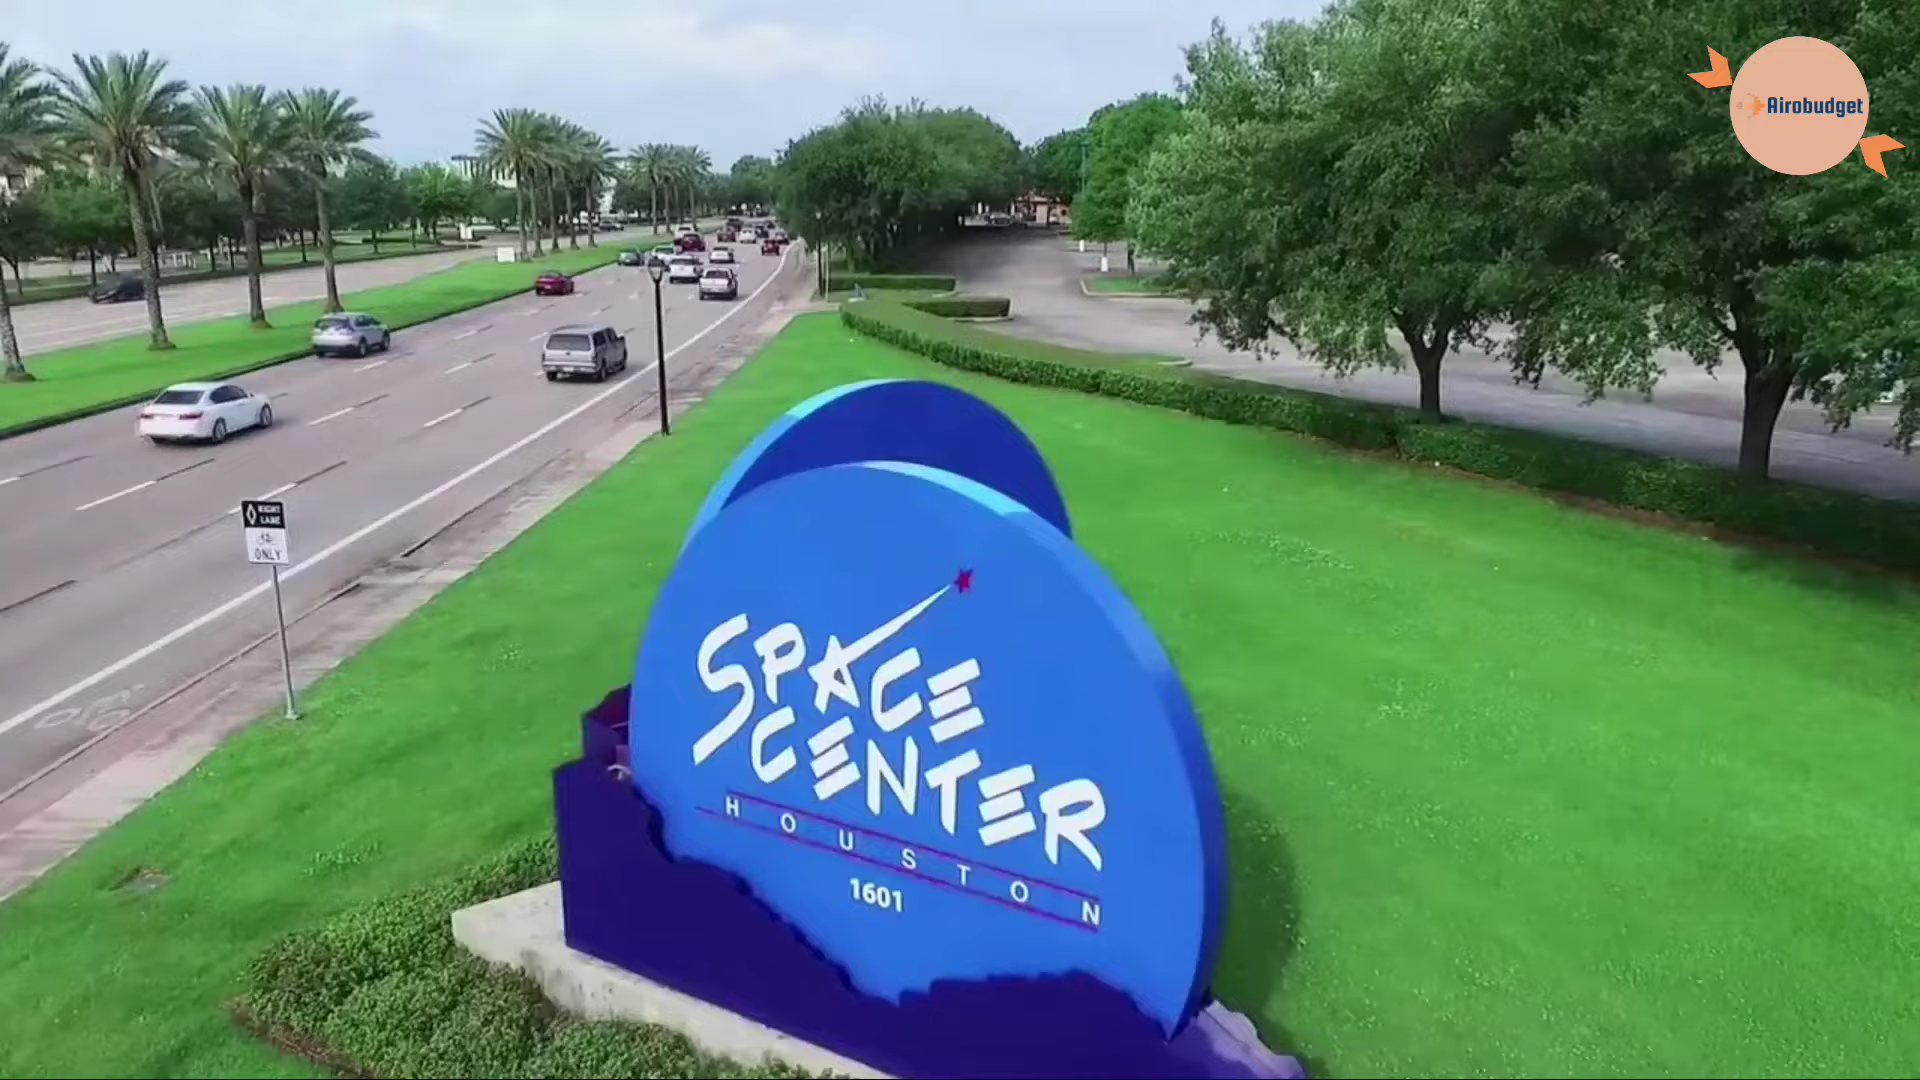 Airobudget
RIGHT
LANE
ONLY
SPACE
CENTER
HOUSTON
1601